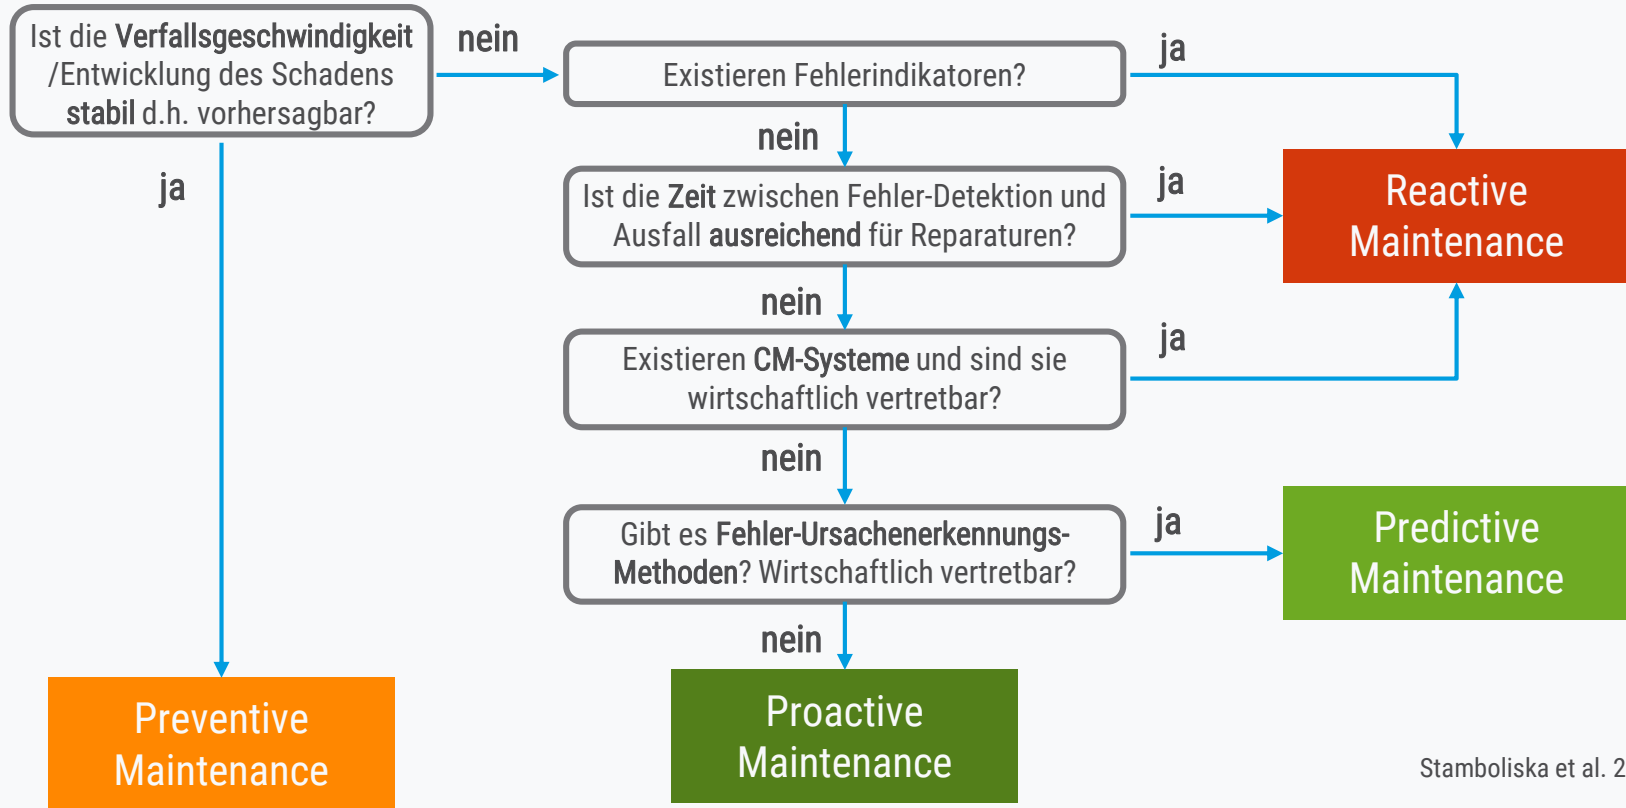 Ist die Verfallsgeschwindigkeit
/Entwicklung des Schadens
stabil d.h. vorhersagbar?
nein
Existieren Fehlerindikatoren?
ja
nein
ja
Ist die Zeit zwischen Fehler-Detektion und
Ausfall ausreichend für Reparaturen?
ja
Reactive
Maintenance
nein
Existieren CM-Systeme und sind sie
wirtschaftlich vertretbar?
ja
nein
Gibt es Fehler-Ursachenerkennungs-
Methoden? Wirtschaftlich vertretbar?
ja
Predictive
Maintenance
nein
Preventive
Maintenance
Proactive
Maintenance
Stamboliska et al. 2